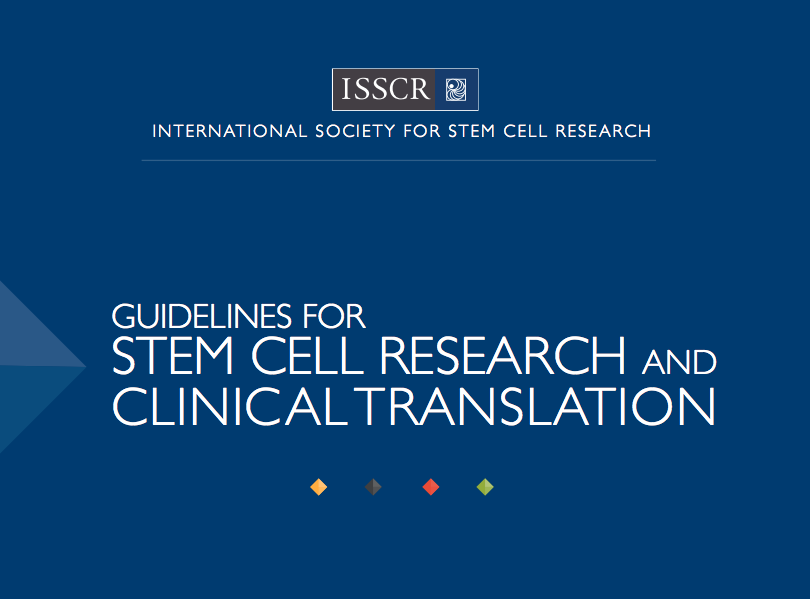 ISSCR
INTERNATIONAL SOCIETY FOR STEM CELL RESEARCH
GUIDELINES FOR
STEM CELL RESEARCH AND
CLINICAL TRANSLATION